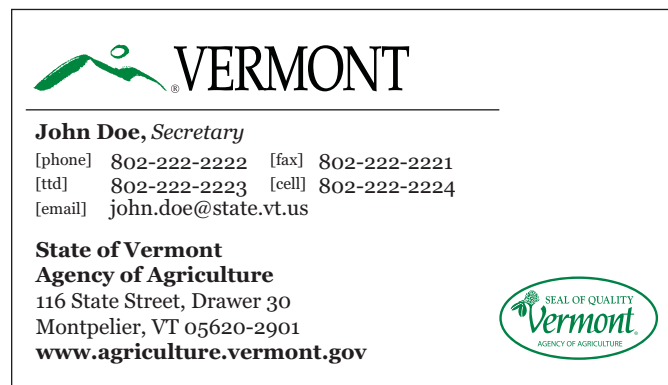 ® VERMONT
John Doe, Secretary
[phone] 802-222-2222 [fax] 802-222-2221
[ttd] 802-222-2223 [cell] 802-222-2224
[email] john.doe@state.vt.us
State of Vermont
Agency of Agriculture
116 State Street, Drawer 30
Montpelier, VT 05620-2901
www.agriculture.vermont.gov
SEAL OF QUALITY
Vermont
AGENCY OF AGRICULTURE